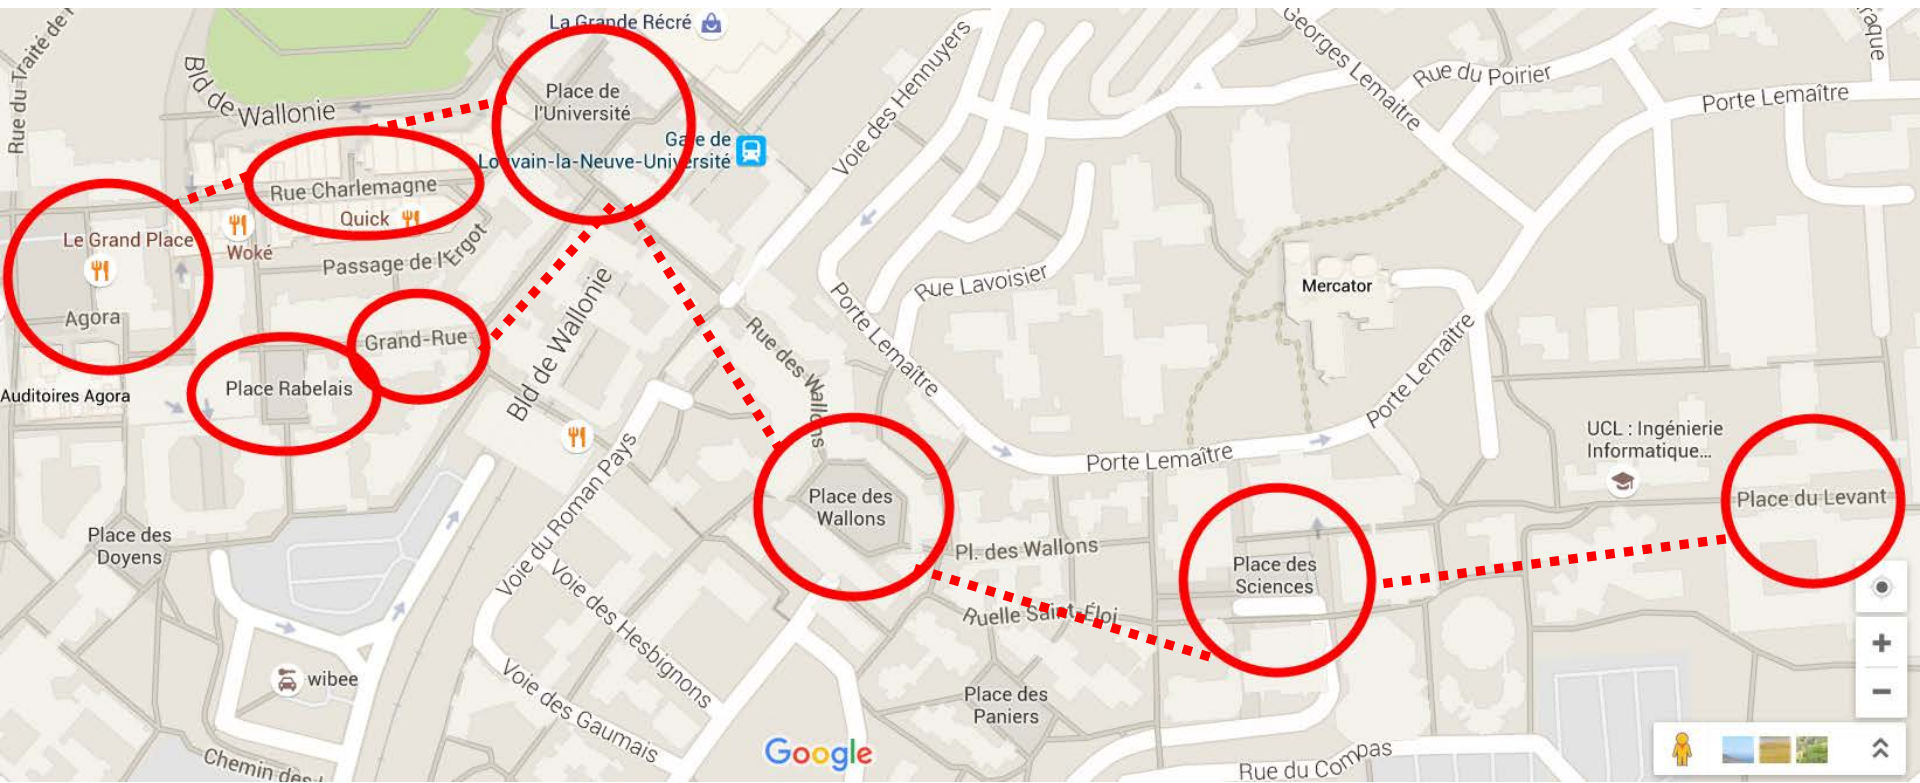 La Grande Récré
Rue du Traité de
Bld de Wallonie
Place de
l'Université
Gare de
Louvain-la-Neuve-Université
Voie des Hennuyers
Georges Lemaître
Rue du Poirier
Porte Lemaître
Rue Charlemagne
Quick
Le Grand Place
Woké
Passage de l'Ergot
Agora
Grand-Rue
Place Rabelais
Auditoires Agora
Bld de Wallonie
Rue des Wallons
Rue Lavoisier
Porte Lemaître
Mercator
Porte Lemaître
Porte Lemaître
UCL : Ingénierie
Informatique...
Place du Levant
Place des
Wallons
Pl. des Wallons
Ruelle Saint-Éloi
Place des
Sciences
Place des
Doyens
Voie du Roman Pays
Voie des Hesbignons
Voie des Gaumais
wibee
Chemin des
Place des
Paniers
Google
Rue du Compas